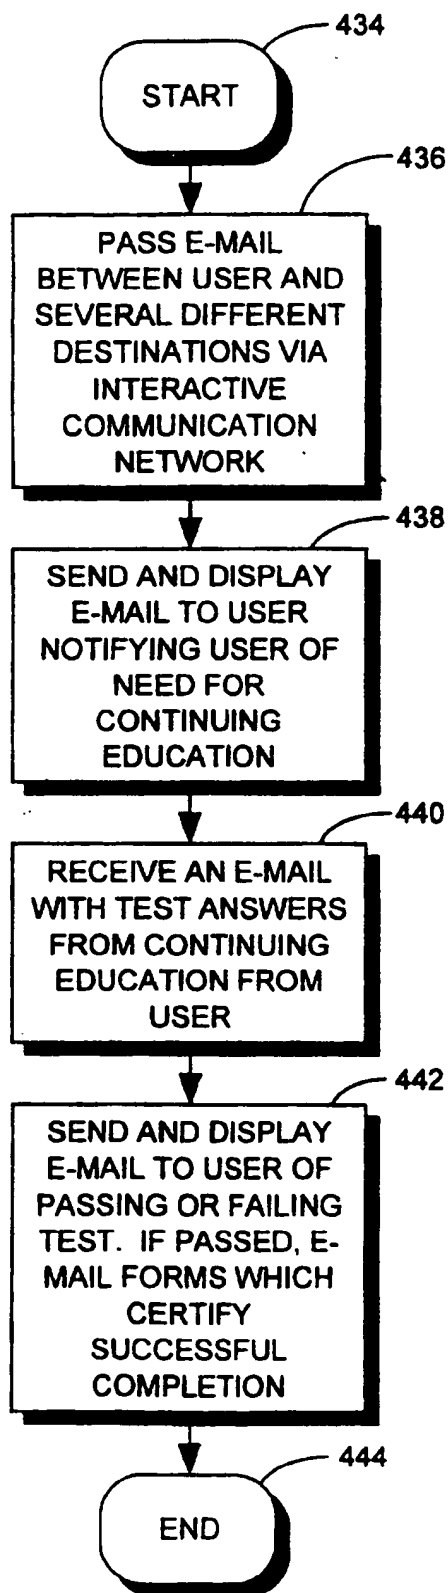 434
START
436
PASS E-MAIL
BETWEEN USER AND
SEVERAL DIFFERENT
DESTINATIONS VIA
INTERACTIVE
COMMUNICATION
NETWORK
438
SEND AND DISPLAY
E-MAIL TO USER
NOTIFYING USER OF
NEED FOR
CONTINUING
EDUCATION
440
RECEIVE AN E-MAIL
WITH TEST ANSWERS
FROM CONTINUING
EDUCATION FROM
USER
442
SEND AND DISPLAY
E-MAIL TO USER OF
PASSING OR FAILING
TEST. IF PASSED, E-
MAIL FORMS WHICH
CERTIFY
SUCCESSFUL
COMPLETION
444
END